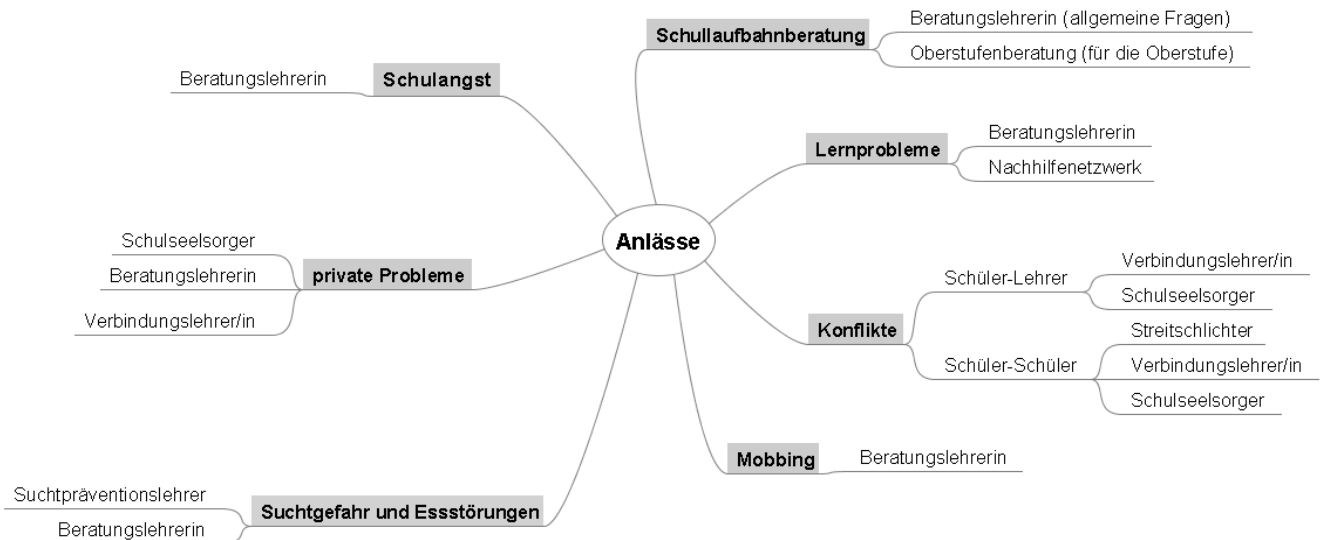 Anlässe
Schullaufbahnberatung
Beratungslehrerin (allgemeine Fragen)
Oberstufenberatung (für die Oberstufe)
Lernprobleme
Beratungslehrerin
Nachhilfenetzwerk
Konflikte
Schüler-Lehrer
Verbindungslehrer/in
Schulseelsorger
Schüler-Schüler
Streitschlichter
Verbindungslehrer/in
Schulseelsorger
Mobbing
Beratungslehrerin
Schulangst
Beratungslehrerin
private Probleme
Schulseelsorger
Beratungslehrerin
Verbindungslehrer/in
Suchtgefahr und Essstörungen
Suchtpräventionslehrer
Beratungslehrerin